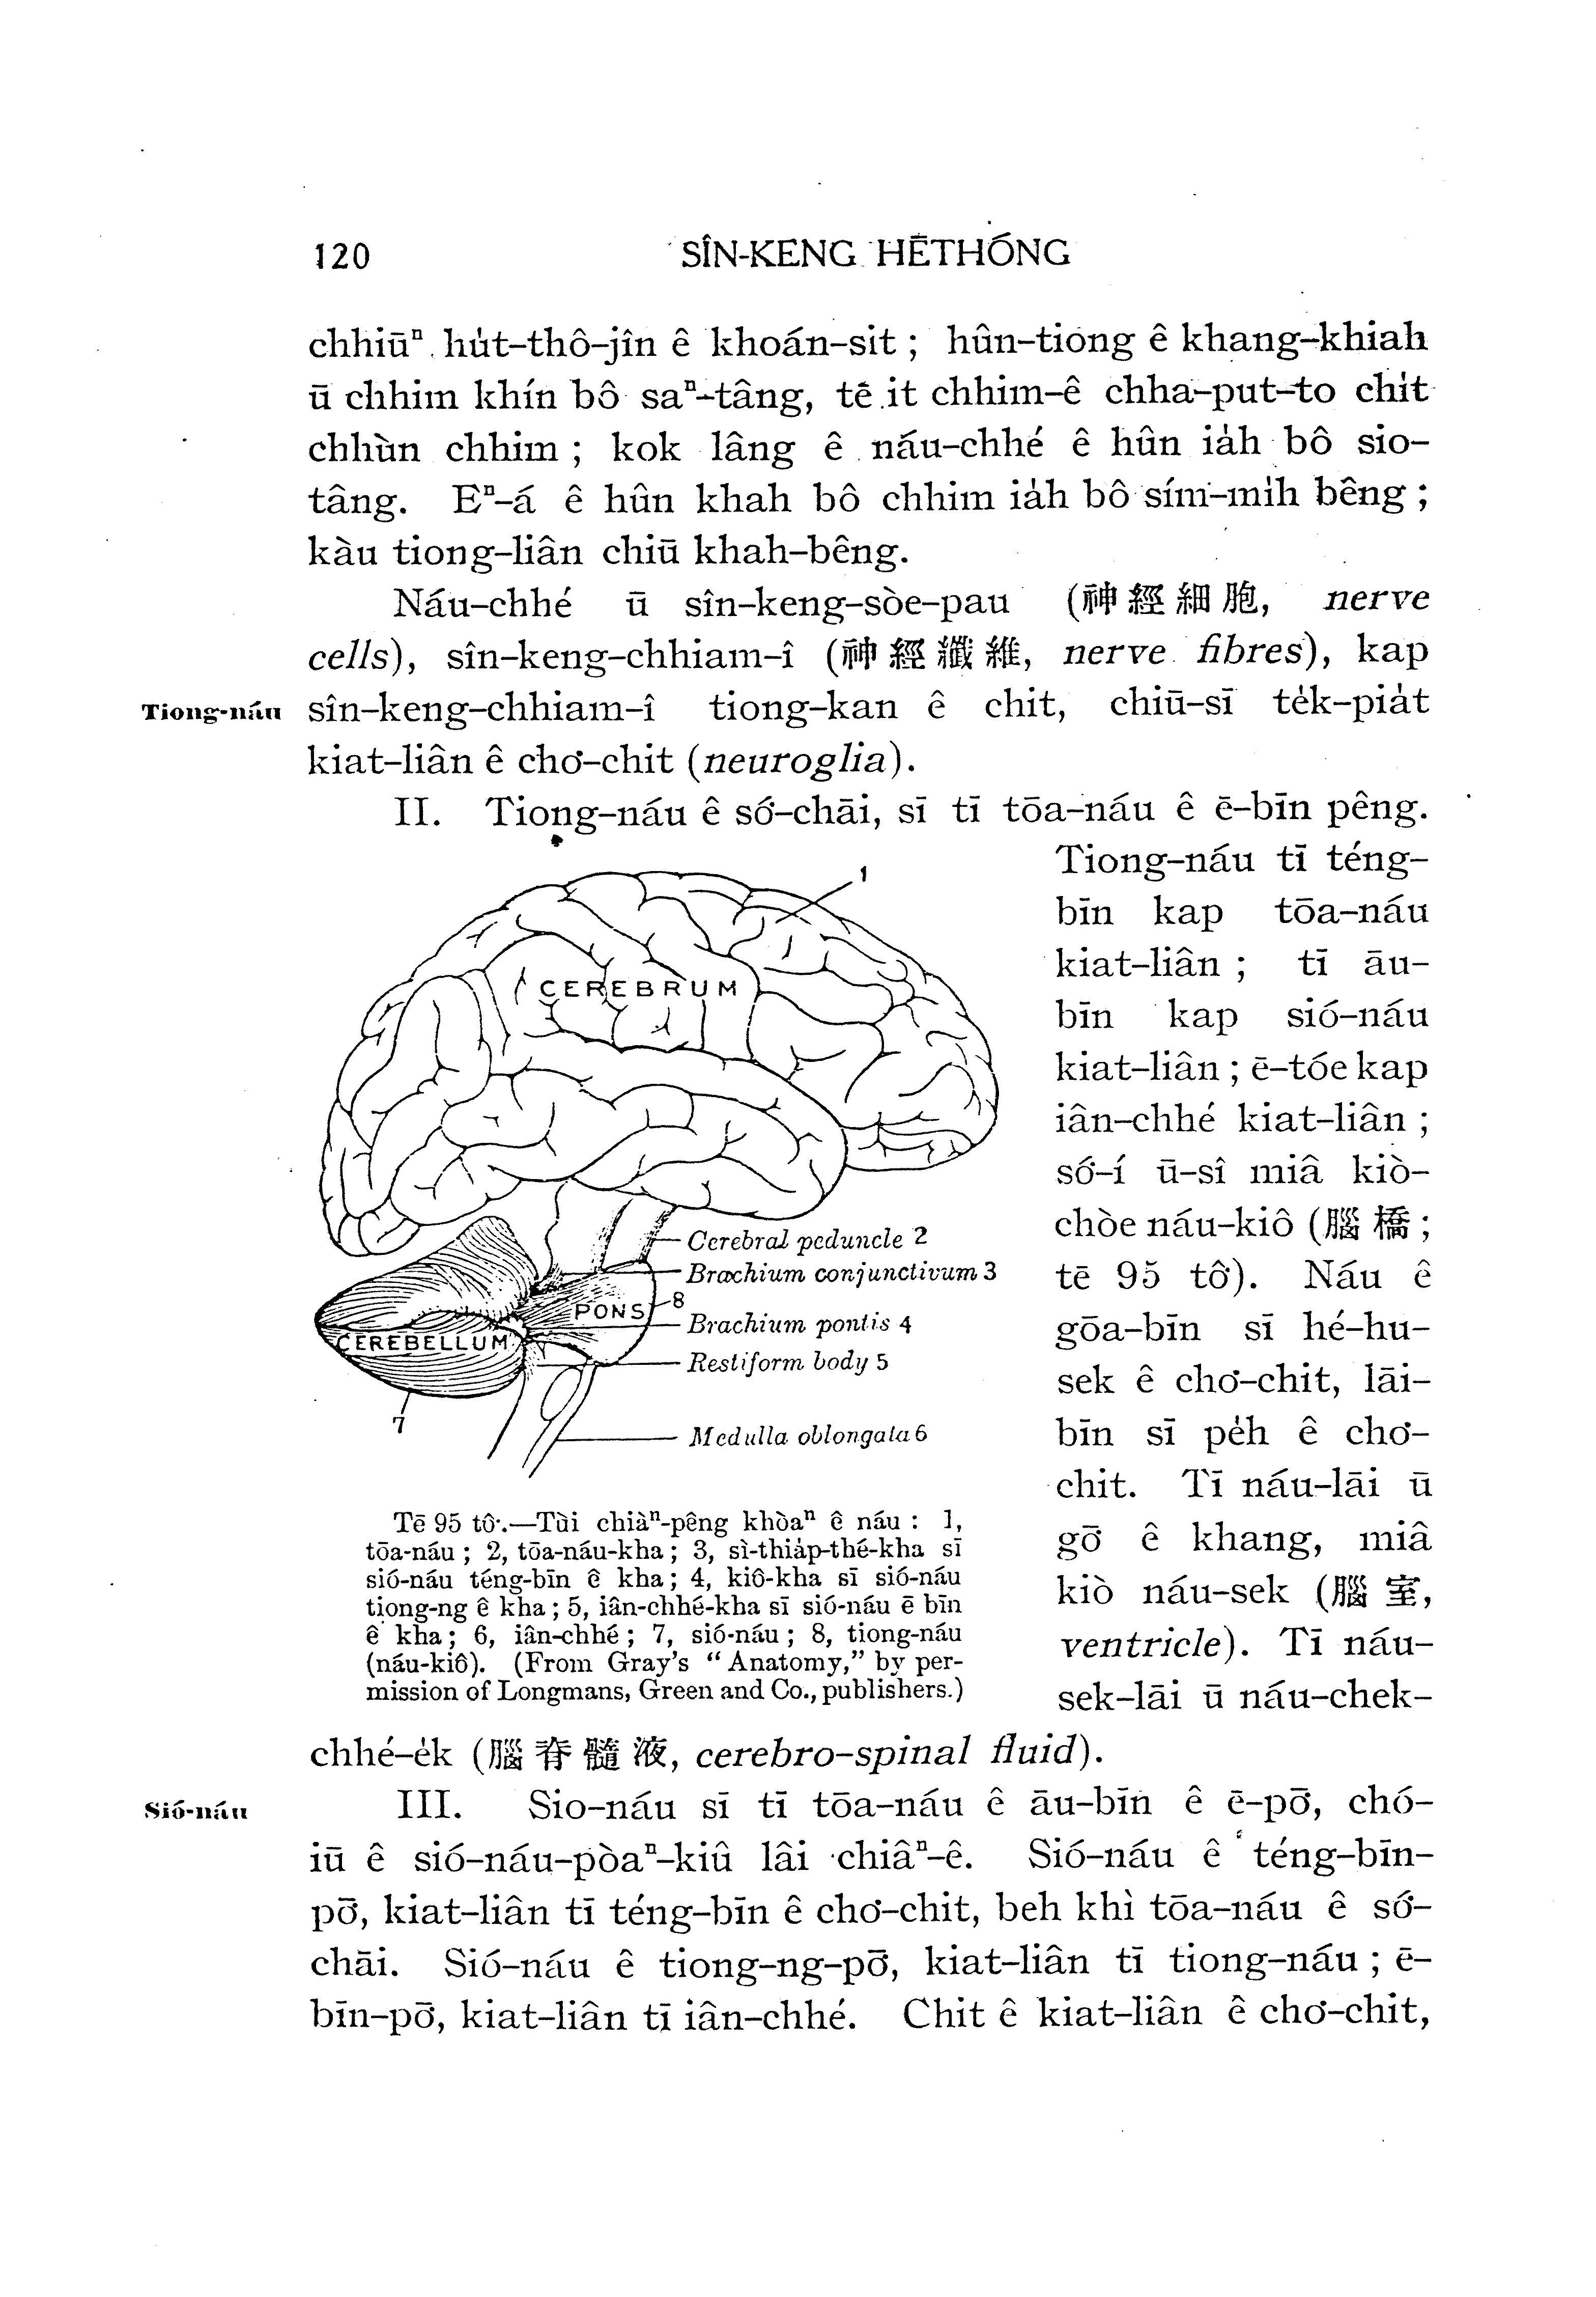 120 SÎN-KENG HĒTHÓNG
chhiūⁿ hu̍t-thô-jîn ê khoán-sit ; hûn-tiong ê khang-khiah
ū chhim khín bô saⁿ-tâng, tē it chhim-ê chha-put-to chi̍t
chhùn chhim ; kok lâng ê náu-chhé ê hûn ia̍h bô sio-
tâng. Eⁿ-á ê hûn khah bô chhim ia̍h bô sím-mi̍h bêng ;
kàu tiong-liân chiū khah-bêng.
Náu-chhé ū sîn-keng-sòe-pau (神經細胞, nerve
cells), sîn-keng-chhiam-î (神經纖維, nerve fibres), kap
Tiong-náu
sîn-keng-chhiam-î tiong-kan ê chit, chiū-sī te̍k-pia̍t
kiat-liân ê cho͘-chit (neuroglia).
II. Tiong-náu ê só͘-chāi, sī tī tōa-náu ê ē-bīn pêng.
Tiong-náu tī téng-
bīn kap tōa-náu
kiat-liân ; tī āu-
bīn kap sió-náu
kiat-liân ; ē-tóe kap
iân-chhé kiat-liân ;
só͘-í ū-sî miâ kiò-
chòe náu-kiô (腦橋 ;
tē 95 tô͘). Náu ê
gōa-bīn sī hé-hu-
sek ê cho͘-chit, lāi-
bīn sī pe̍h ê cho͘-
chit. Tī náu-lāi ū
gō͘ ê khang, miâ
kiò náu-sek (腦室,
ventricle). Tī náu-
sek-lāi ū náu-chek-
1
CEREBRUM
Cerebral peduncle 2
Brachium conjunctivum 3
8
PONS
Brachium pontis 4
CEREBELLUM
Restiform body 5
7
Medulla oblongata 6
Tē 95 tô͘.—Tùi chiàⁿ-pêng khòaⁿ ê náu : 1,
tōa-náu ; 2, tōa-náu-kha ; 3, sì-thia̍p-thé-kha sī
sió-náu téng-bīn ê kha ; 4, kiô-kha sī sió-náu
tiong-ng ê kha ; 5, iân-chhé-kha sī sió-náu ē bīn
ê kha ; 6, iân-chhé ; 7, sió-náu ; 8, tiong-náu
(náu-kiô). (From Gray's “Anatomy,” by per-
mission of Longmans, Green and Co., publishers.)
chhé-e̍k (腦脊髓液, cerebro-spinal fluid).
Sió-náu
III. Sio-náu sī tī tōa-náu ê āu-bīn ê ē-pō͘, chó-
iū ê sió-náu-pòaⁿ-kiû lâi chiâⁿ-ê. Sió-náu ê téng-bīn-
pō͘, kiat-liân tī téng-bīn ê cho͘-chit, beh khì tōa-náu ê só͘-
chāi. Sió-náu ê tiong-ng-pō͘, kiat-liân tī tiong-náu ; ē-
bīn-pō͘, kiat-liân tī iân-chhé. Chit ê kiat-liân ê cho͘-chit,